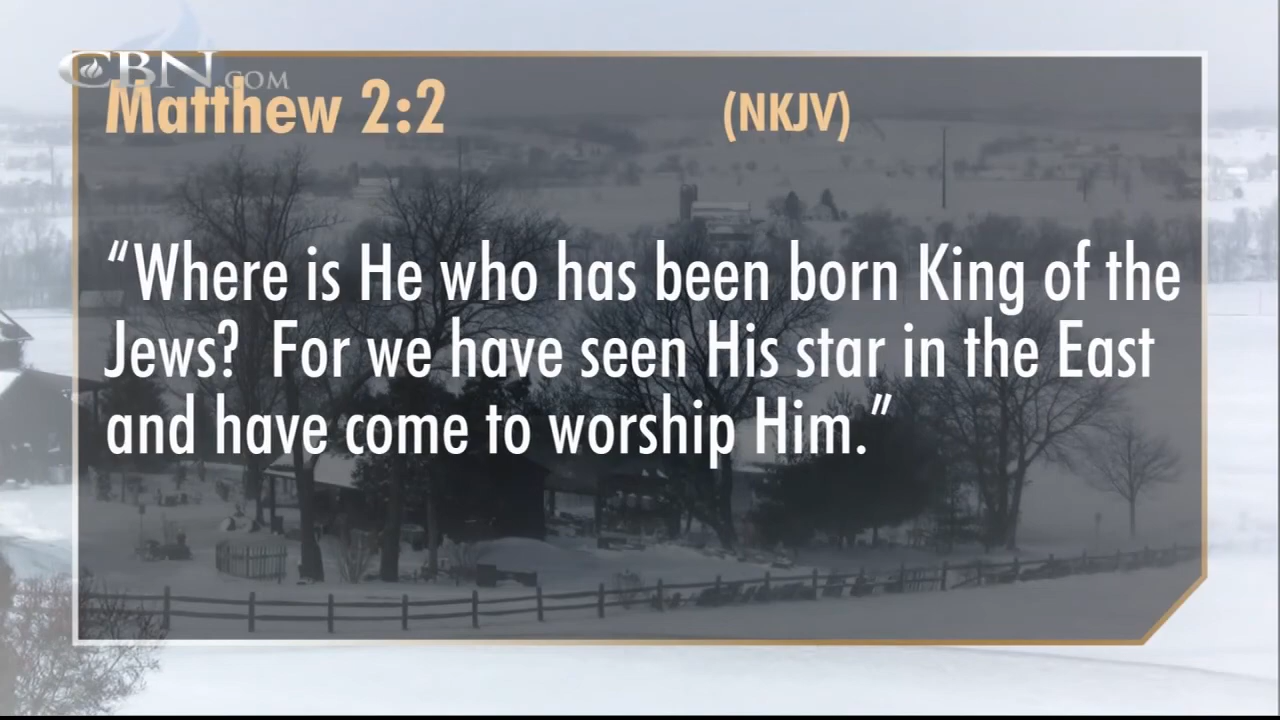 CBN.COM
Matthew 2:2 (NKJV)
“Where is He who has been born King of the
Jews?  For we have seen His star in the East
and have come to worship Him.”